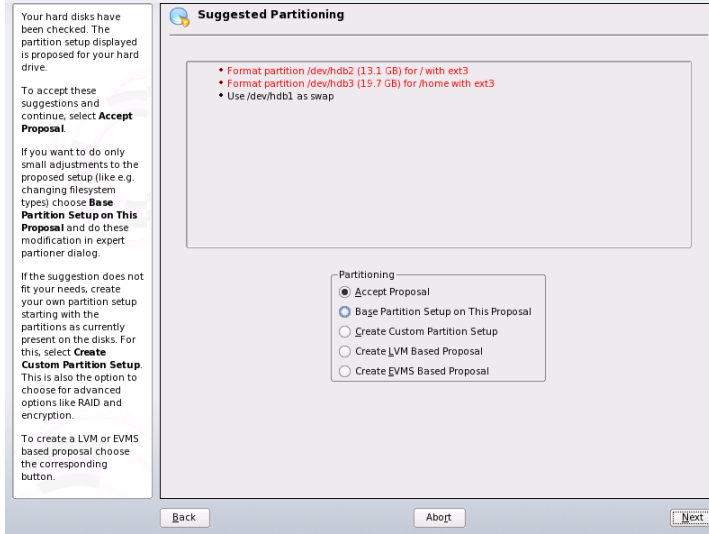 Your hard disks have
been checked. The
partition setup displayed
is proposed for your hard
drive.
To accept these
suggestions and
continue, select Accept
Proposal.
If you want to do only
small adjustments to the
proposed setup (like e.g.
changing filesystem
types) choose Base
Partition Setup on This
Proposal and do these
modification in expert
partioner dialog.
If the suggestion does not
fit your needs, create
your own partition setup
starting with the
partitions as currently
present on the disks. For
this, select Create
Custom Partition Setup.
This is also the option to
choose for advanced
options like RAID and
encryption.
To create a LVM or EVMS
based proposal choose
the corresponding
button.
Suggested Partitioning
• Format partition /dev/hdb2 (13.1 GB) for / with ext3
• Format partition /dev/hdb3 (19.7 GB) for /home with ext3
• Use /dev/hdb1 as swap
Partitioning
Accept Proposal
Base Partition Setup on This Proposal
Create Custom Partition Setup
Create LVM Based Proposal
Create EVMS Based Proposal
Back
Abort
Next